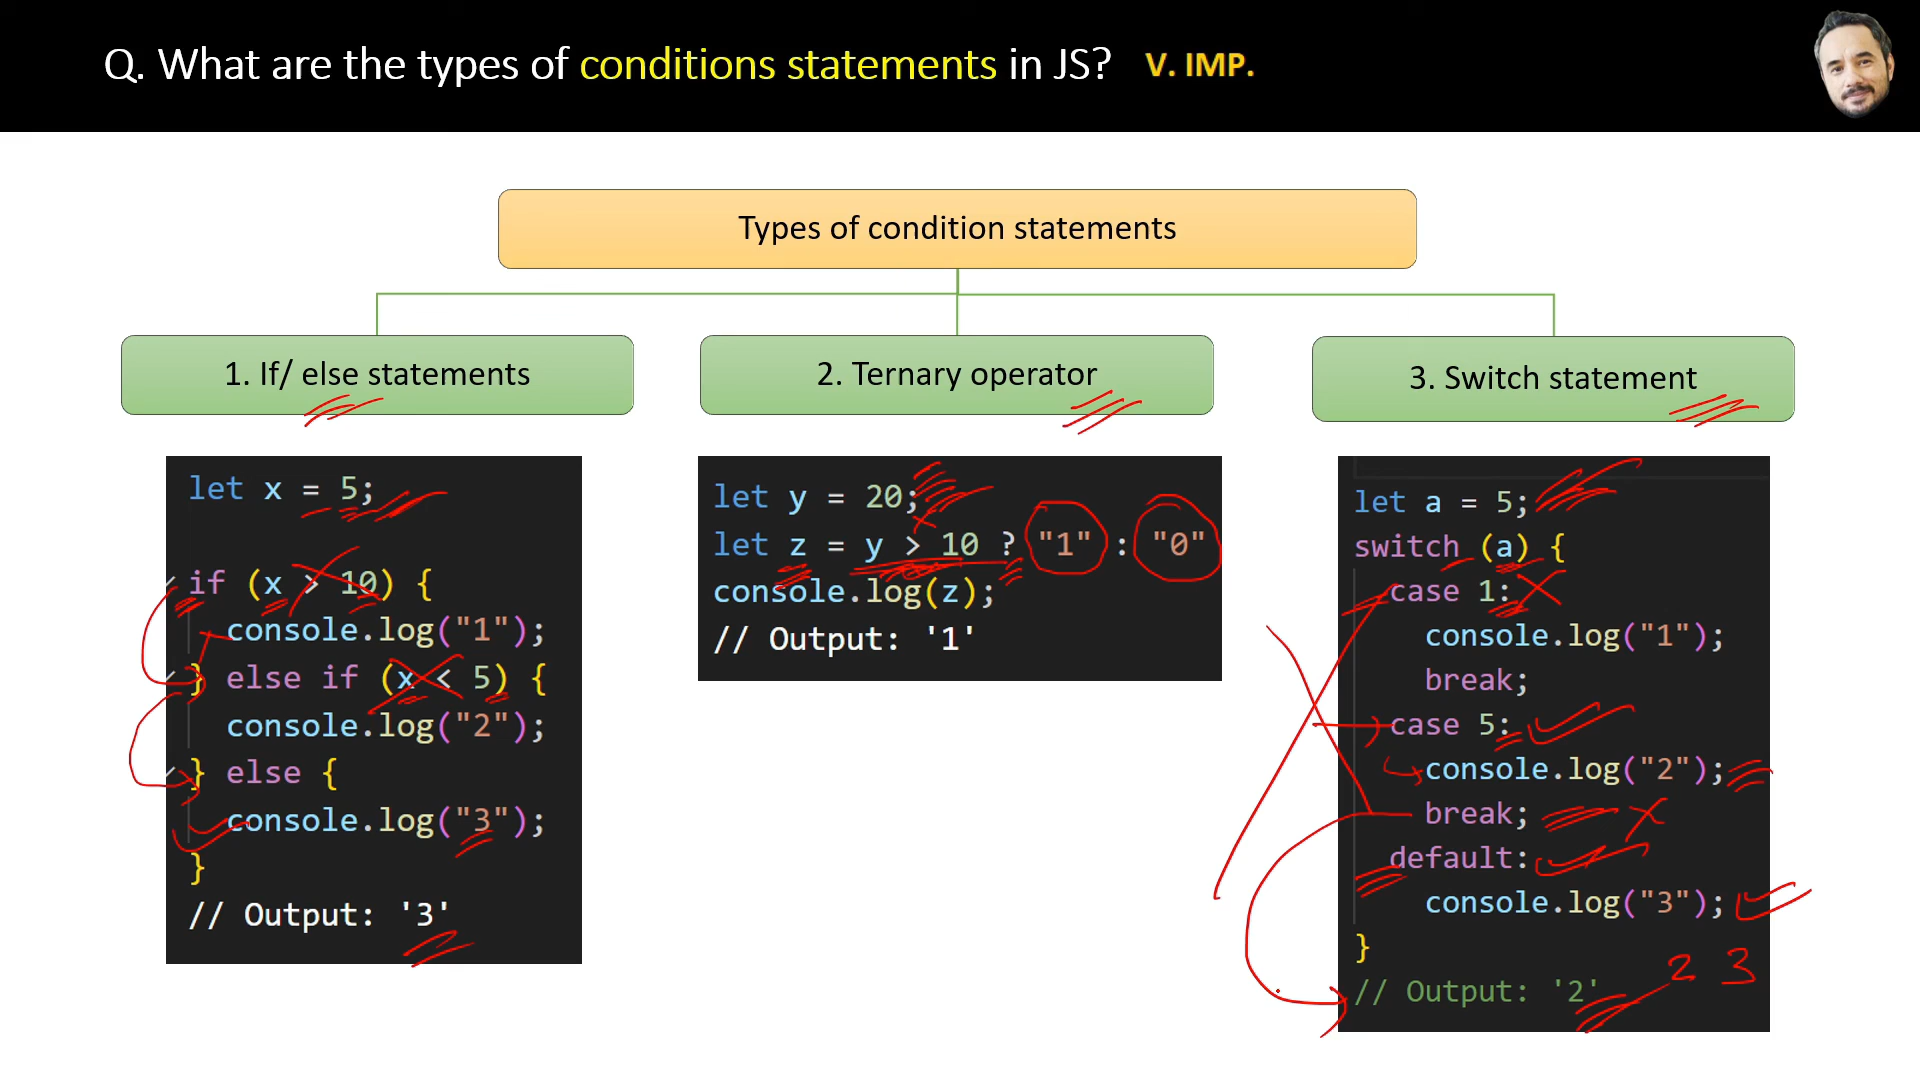 Q. What are the types of conditions statements in JS? V. IMP.
Types of condition statements
1. If/ else statements
let x = 5;
if (x > 10) {
console.log("1");
} else if (x < 5) {
console.log("2");
} else {
console.log("3");
}
// Output: '3'
2. Ternary operator
let y = 20;
let z = y > 10 ? "1" : "0"
console.log(z);
// Output: '1'
3. Switch statement
let a = 5;
switch (a) {
case 1:
console.log("1");
break;
case 5:
console.log("2");
break;
default:
console.log("3");
}
// Output: '2'
2 3